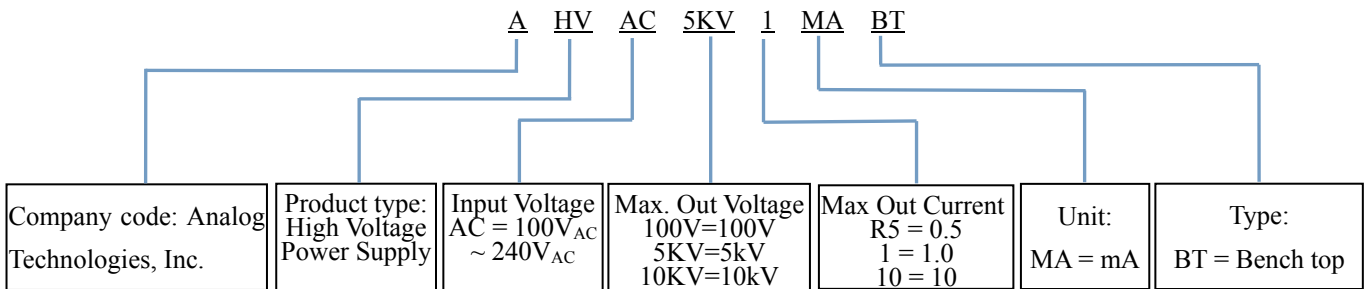 A HV AC 5KV 1 MA BT
Company code: Analog
Technologies, Inc.
Product type:
High Voltage
Power Supply
Input Voltage
AC = 100VAC
~ 240VAC
Max. Out Voltage
100V=100V
5KV=5kV
10KV=10kV
Max Out Current
R5 = 0.5
1 = 1.0
10 = 10
Unit:
MA = mA
Type:
BT = Bench top